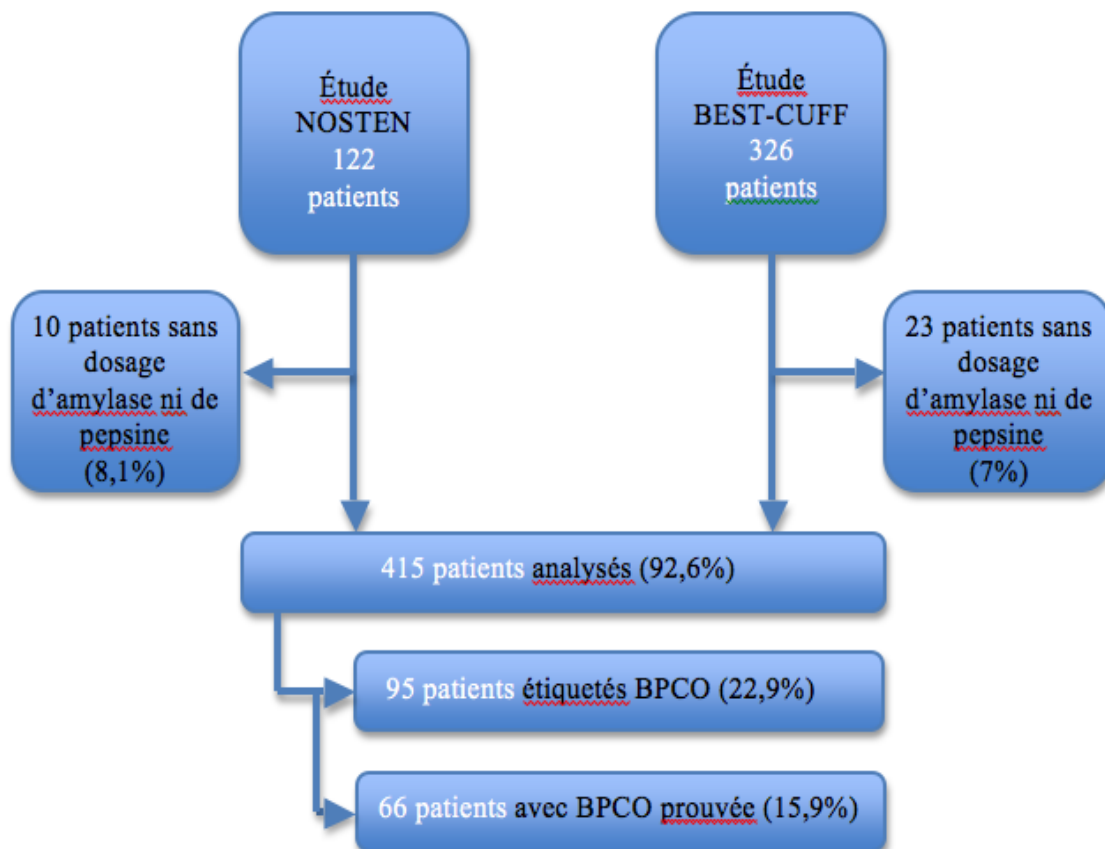 Étude
NOSTEN
122
patients
Étude
BEST-CUFF
326
patients
10 patients sans
dosage
d’amylase ni de
pepsine
(8,1%)
23 patients sans
dosage
d’amylase ni de
pepsine
(7%)
415 patients analysés (92,6%)
95 patients étiquetés BPCO (22,9%)
66 patients avec BPCO prouvée (15,9%)